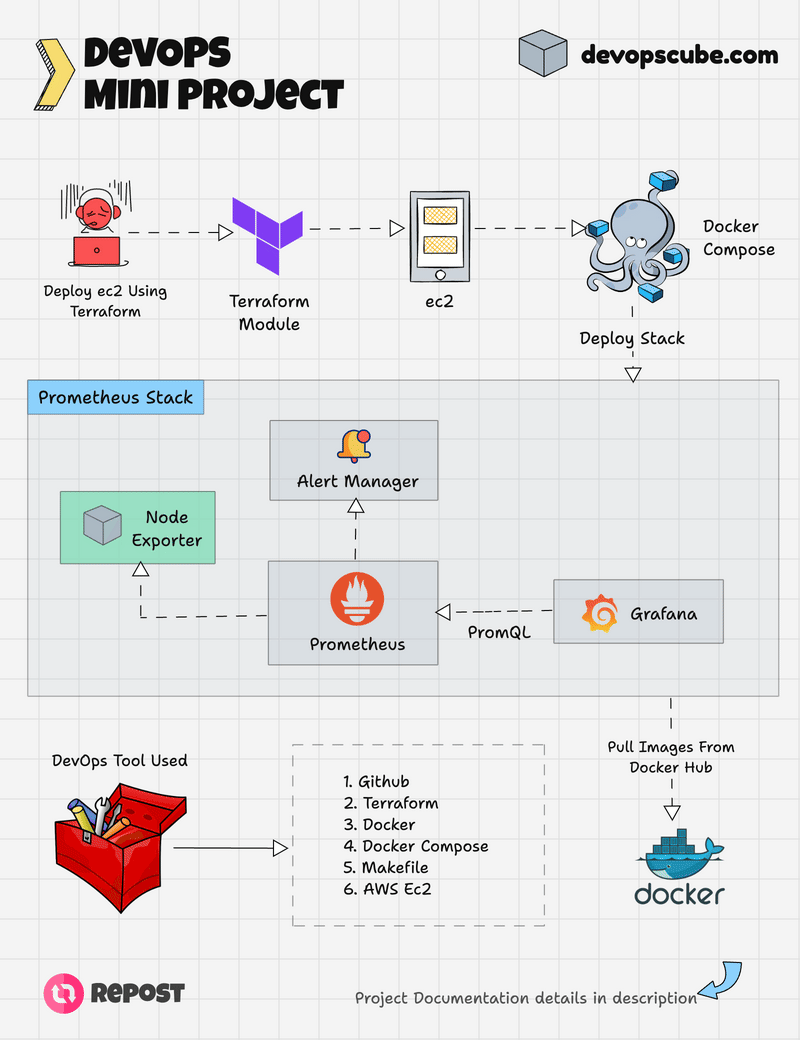 DevOps
Mini Project
devopscube.com
Deploy ec2 Using
Terraform
Terraform
Module
ec2
Docker
Compose
Deploy Stack
Prometheus Stack
Alert Manager
Node
Exporter
Prometheus
PromQL
Grafana
DevOps Tool Used
1. Github
2. Terraform
3. Docker
4. Docker Compose
5. Makefile
6. AWS Ec2
Pull Images From
Docker Hub
docker
Repost
Project Documentation details in description